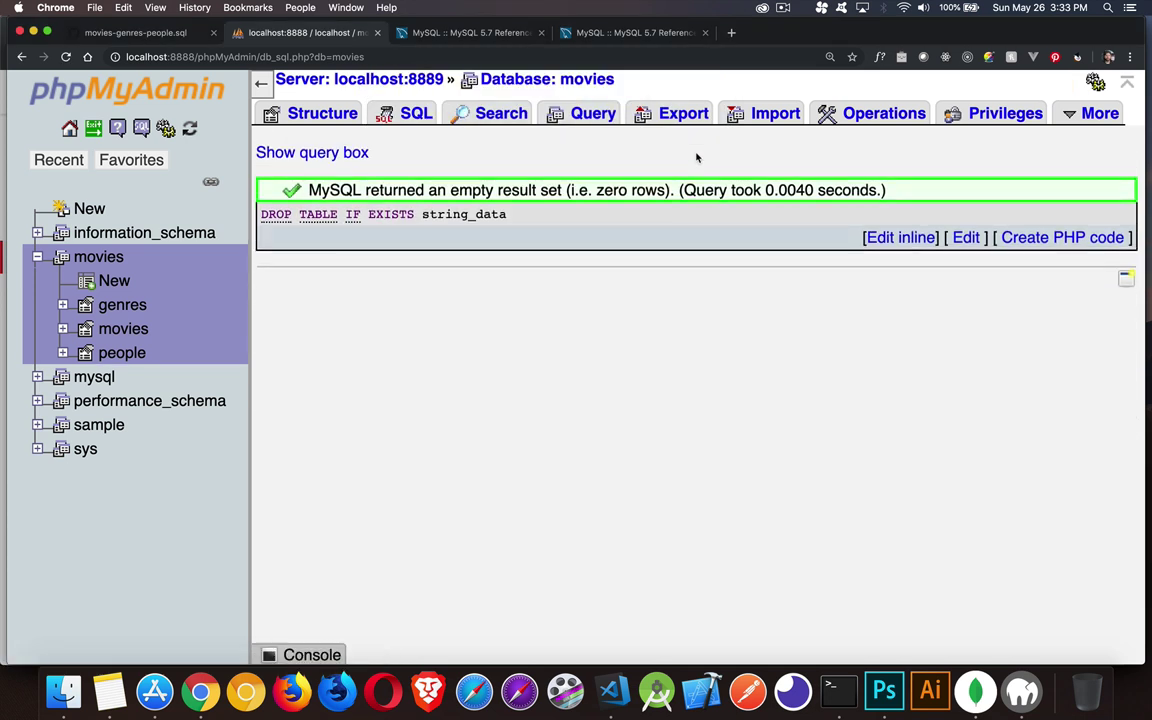 Chrome File Edit View History Bookmarks People Window Help 100% Sun May 26 3:33 PM
movies-genres-people.sql localhost:8888 / localhost / m MySQL :: MySQL 5.7 Referenc MySQL :: MySQL 5.7 Referenc
localhost:8888/phpMyAdmin/db_sql.php?db=movies
phpMyAdmin
Recent Favorites
New
information_schema
movies
New
genres
movies
people
mysql
performance_schema
sample
sys
Server: localhost:8889 » Database: movies
Structure SQL Search Query Export Import Operations Privileges More
Show query box
MySQL returned an empty result set (i.e. zero rows). (Query took 0.0040 seconds.)
DROP TABLE IF EXISTS string_data
[Edit inline] [ Edit ] [ Create PHP code ]
Console
Ps Ai